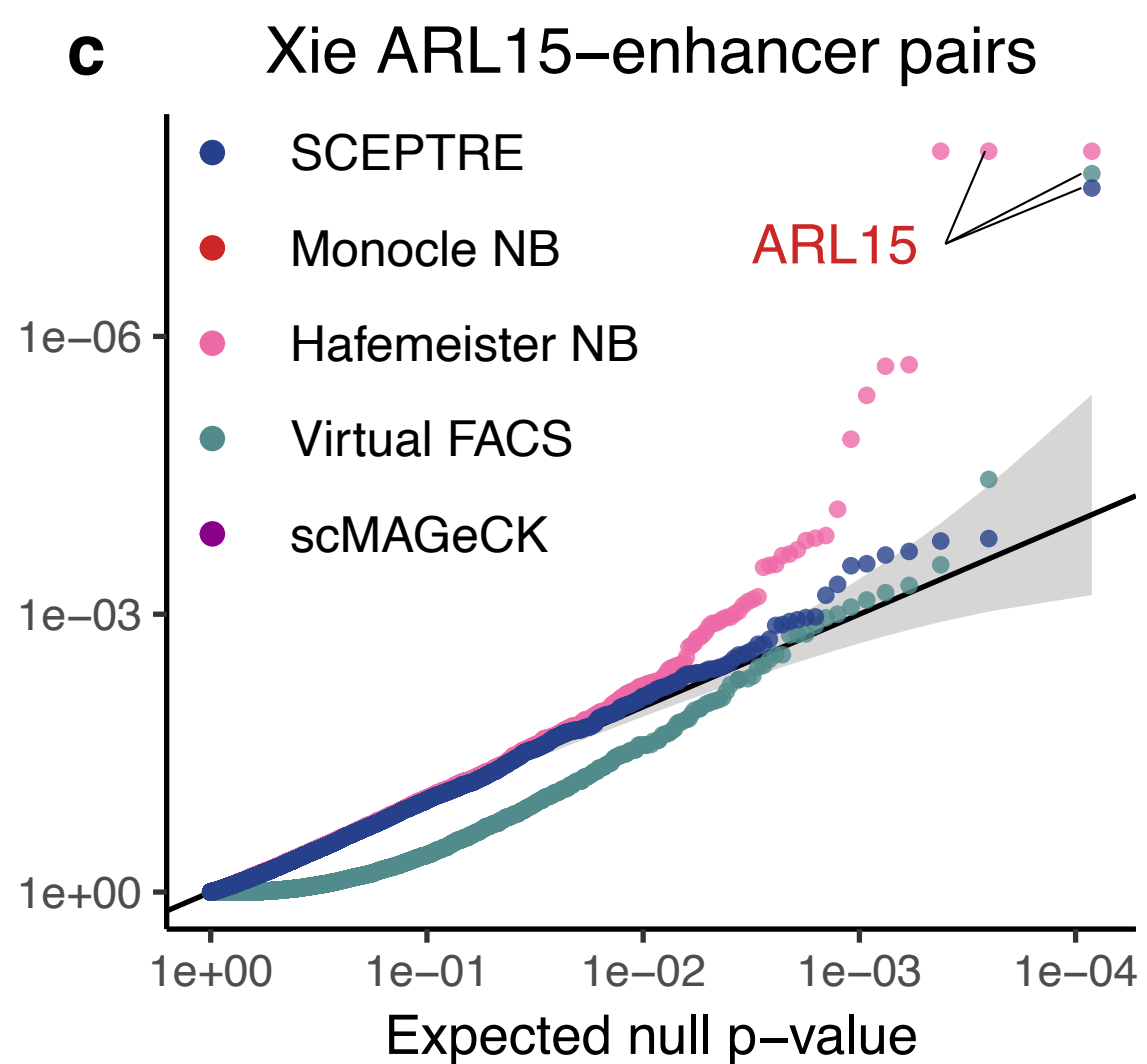 c
Xie ARL15−enhancer pairs
SCEPTRE
Monocle NB
Hafemeister NB
Virtual FACS
scMAGeCK
ARL15
1e−06
1e−03
1e+00
1e+00
1e−01
1e−02
1e−03
1e−04
Expected null p−value